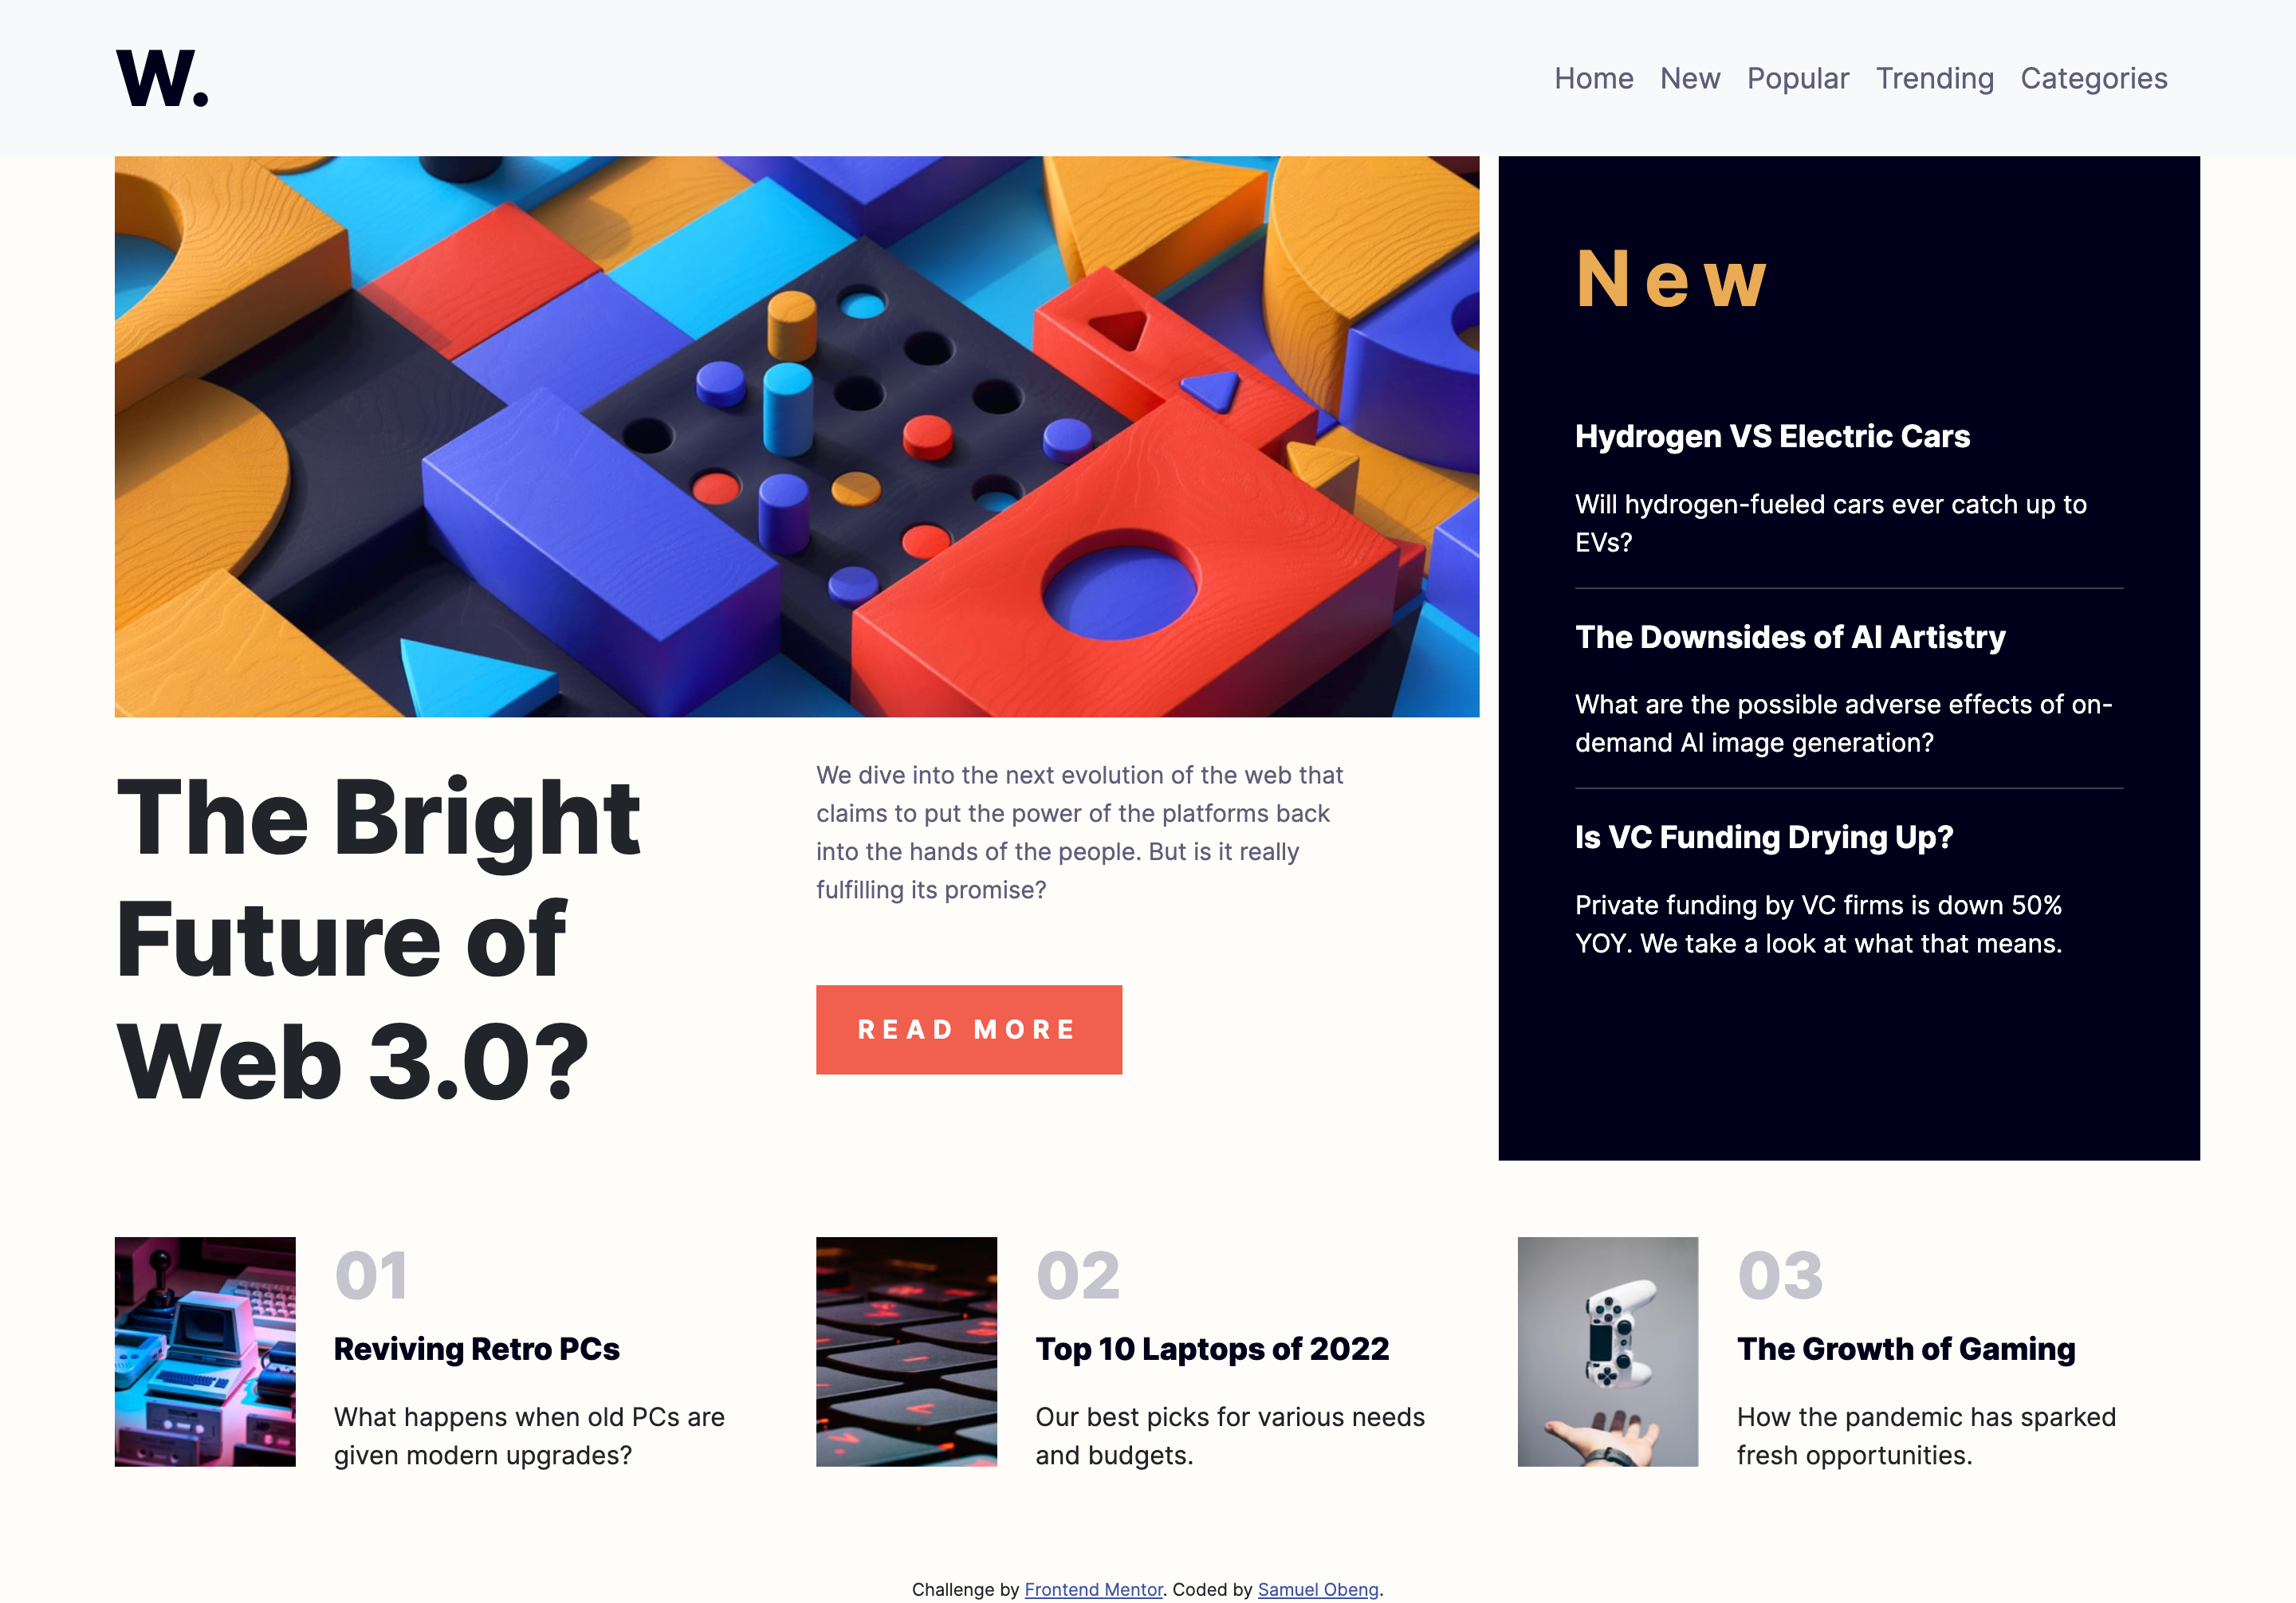 W.
Home New Popular Trending Categories
New
Hydrogen VS Electric Cars
Will hydrogen-fueled cars ever catch up to
EVs?
The Downsides of AI Artistry
What are the possible adverse effects of on-
demand AI image generation?
Is VC Funding Drying Up?
Private funding by VC firms is down 50%
YOY. We take a look at what that means.
The Bright
Future of
Web 3.0?
We dive into the next evolution of the web that
claims to put the power of the platforms back
into the hands of the people. But is it really
fulfilling its promise?
READ MORE
01
Reviving Retro PCs
What happens when old PCs are
given modern upgrades?
02
Top 10 Laptops of 2022
Our best picks for various needs
and budgets.
03
The Growth of Gaming
How the pandemic has sparked
fresh opportunities.
Challenge by Frontend Mentor. Coded by Samuel Obeng.